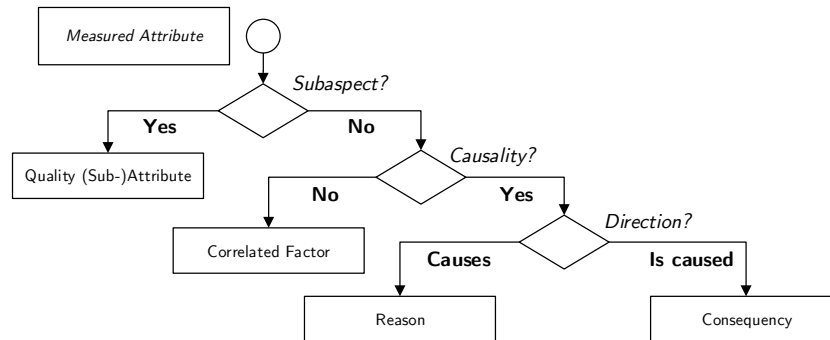 Measured Attribute
Subaspect?
Yes
No
Quality (Sub-)Attribute
Causality?
No
Yes
Correlated Factor
Direction?
Causes
Is caused
Reason
Consequency